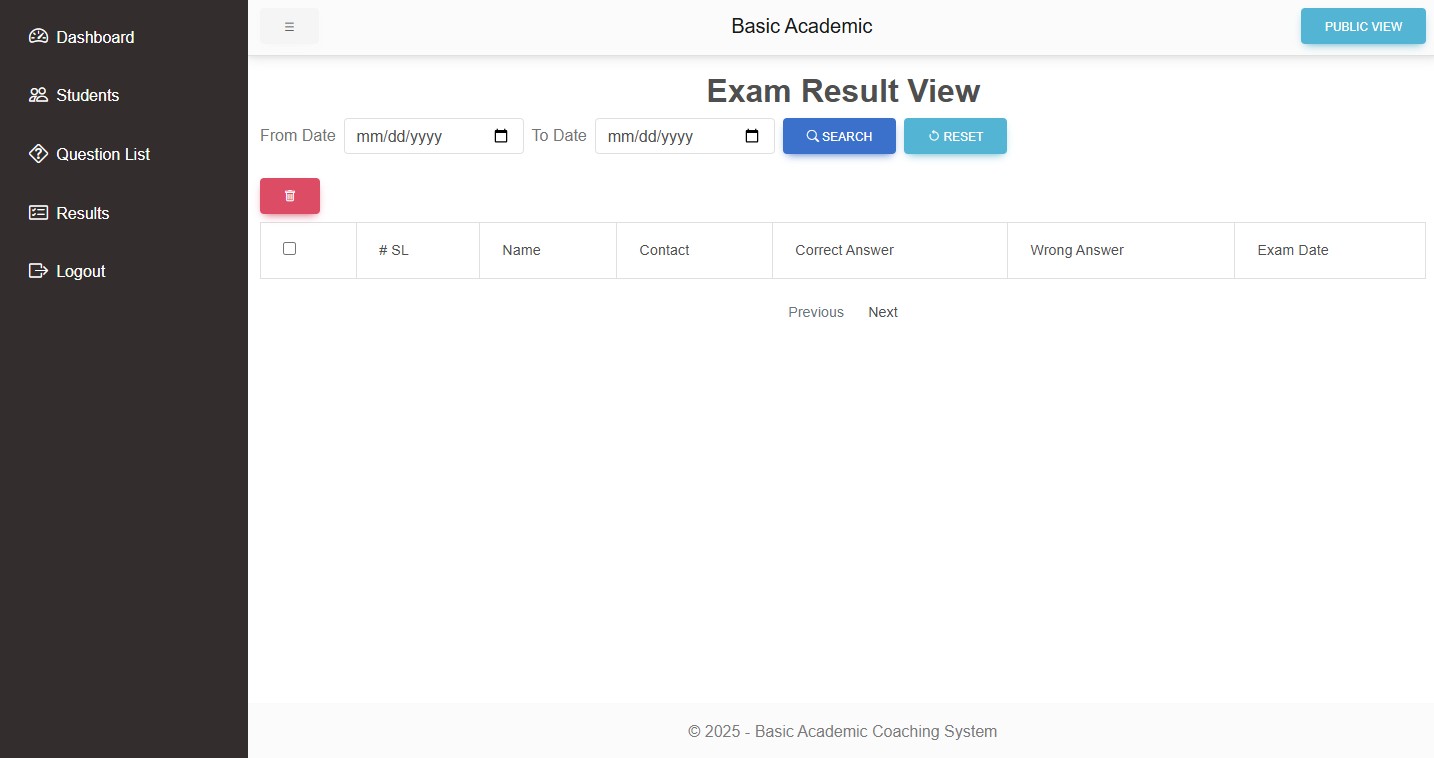 Dashboard
Students
Question List
Results
Logout
Basic Academic
PUBLIC VIEW
Exam Result View
From Date mm/dd/yyyy To Date mm/dd/yyyy SEARCH RESET
# SL Name Contact Correct Answer Wrong Answer Exam Date
Previous Next
© 2025 - Basic Academic Coaching System